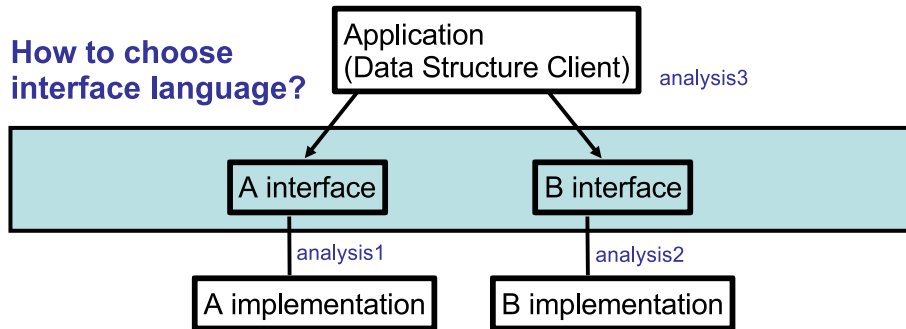 How to choose
interface language?
Application
(Data Structure Client)
analysis3
A interface
B interface
analysis1
analysis2
A implementation
B implementation